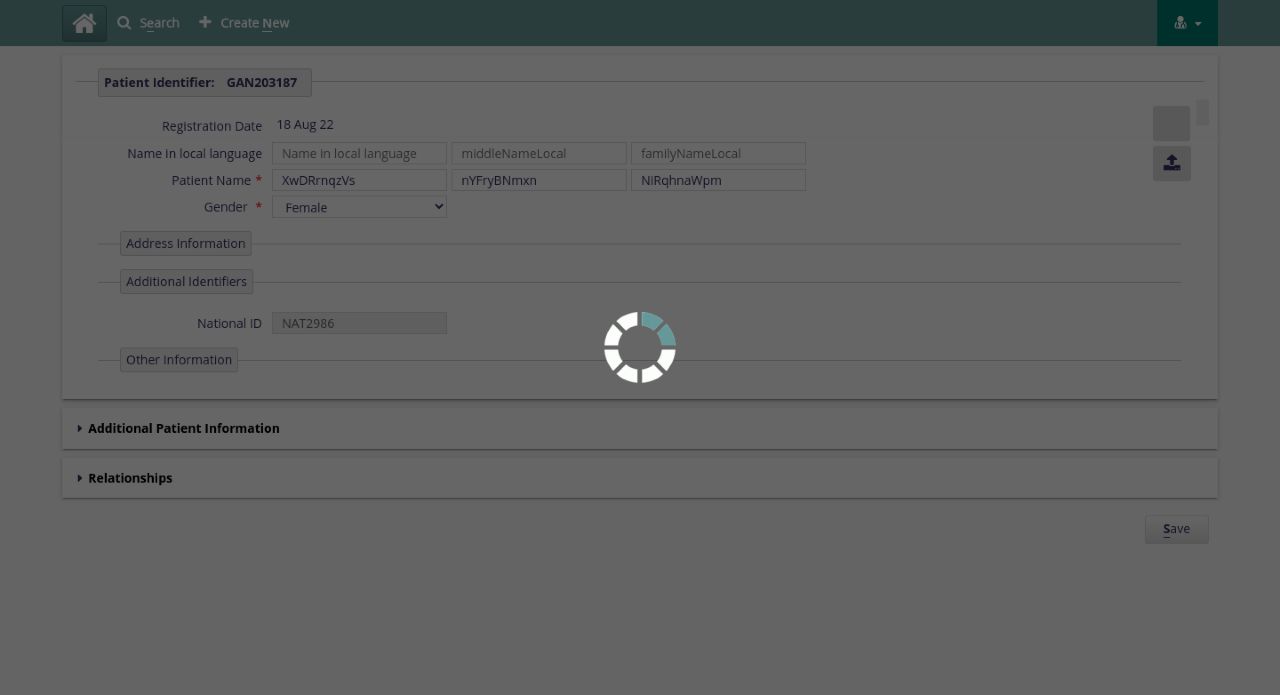 Search Create New
Patient Identifier: GAN203187
Registration Date 18 Aug 22
Name in local language Name in local language middleNameLocal familyNameLocal
Patient Name * XwDRrnqzVs nYFryBNmxn NiRqhnaWpm
Gender * Female
Address Information
Additional Identifiers
National ID NAT2986
Other Information
Additional Patient Information
Relationships
Save